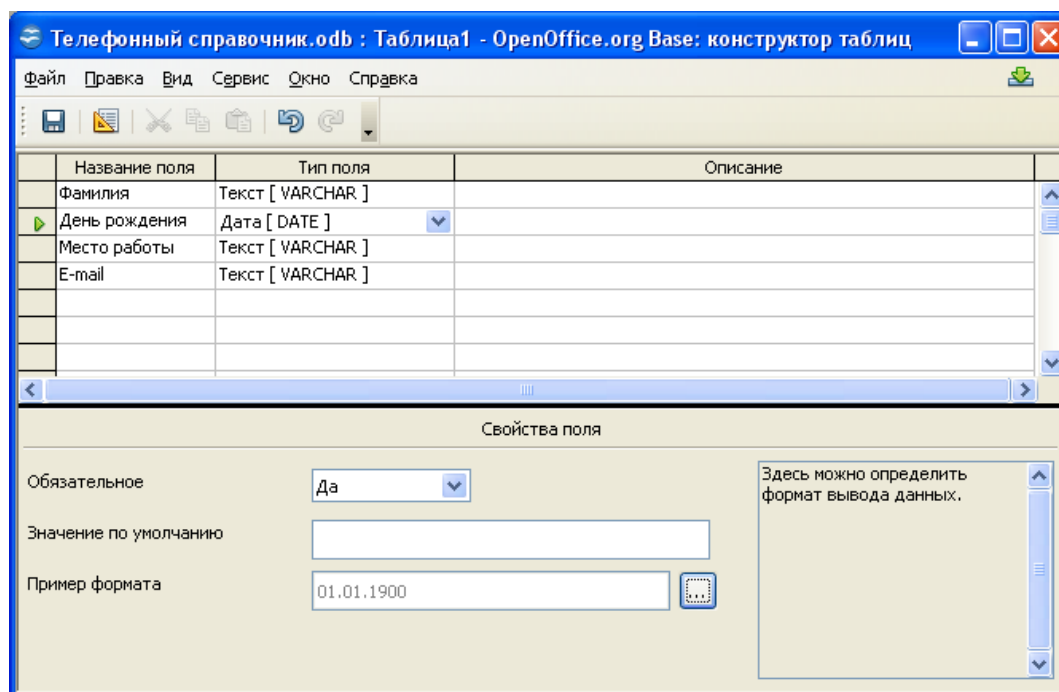 Телефонный справочник.odb : Таблица1 - OpenOffice.org Base: конструктор таблиц
Файл Правка Вид Сервис Окно Справка
Название поля Тип поля Описание
Фамилия Текст [ VARCHAR ]
День рождения Дата [ DATE ]
Место работы Текст [ VARCHAR ]
E-mail Текст [ VARCHAR ]
Свойства поля
Обязательное Да
Здесь можно определить
формат вывода данных.
Значение по умолчанию
Пример формата 01.01.1900 ...